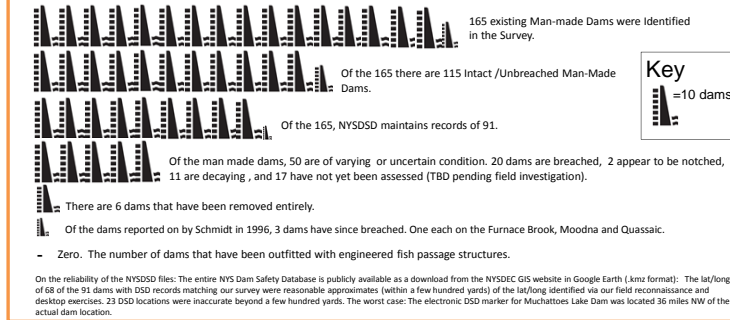 165 existing Man-made Dams were Identified
in the Survey.
Of the 165 there are 115 Intact /Unbreached Man-Made
Dams.
Key
=10 dams
Of the 165, NYSDSD maintains records of 91.
Of the man made dams, 50 are of varying or uncertain condition. 20 dams are breached, 2 appear to be notched,
11 are decaying , and 17 have not yet been assessed (TBD pending field investigation).
There are 6 dams that have been removed entirely.
Of the dams reported on by Schmidt in 1996, 3 dams have since breached. One each on the Furnace Brook, Moodna and Quassaic.
- Zero. The number of dams that have been outfitted with engineered fish passage structures.
On the reliability of the NYSDSD files: The entire NYS Dam Safety Database is publicly available as a download from the NYSDEC GIS website in Google Earth (.kmz format): The lat/long
of 68 of the 91 dams with DSD records matching our survey were reasonable approximates (within a few hundred yards) of the lat/long identified via our field reconnaissance and
desktop exercises. 23 DSD locations were inaccurate beyond a few hundred yards. The worst case: The electronic DSD marker for Muchattoes Lake Dam was located 36 miles NW of the
actual dam location.